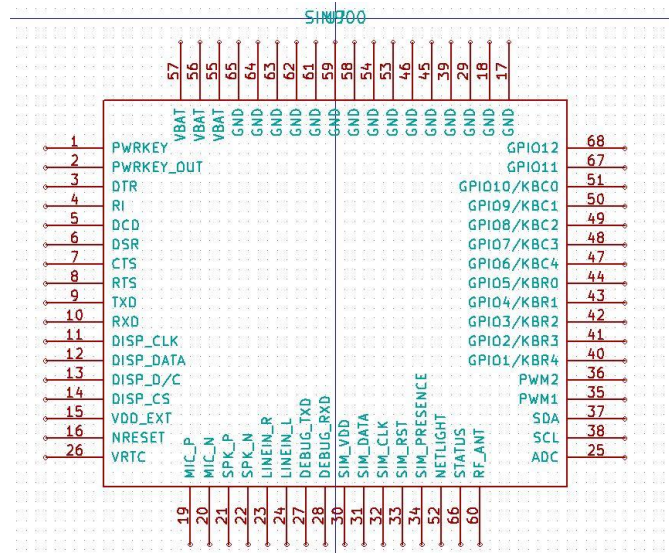 57 56 55 65 64 63 62 61 59 58 54 53 46 45 39 29 18 17
VBAT VBAT VBAT GND GND GND GND GND GND GND GND GND GND GND GND GND GND GND
1 PWRKEY
2 PWRKEY_OUT
3 DTR
4 RI
5 DCD
6 DSR
7 CTS
8 RTS
9 TXD
10 RXD
11 DISP_CLK
12 DISP_DATA
13 DISP_D/C
14 DISP_CS
15 VDD_EXT
16 NRESET
26 VRTC
GPIO12 68
GPIO11 67
GPIO10/KBC0 51
GPIO9/KBC1 50
GPIO8/KBC2 49
GPIO7/KBC3 48
GPIO6/KBC4 47
GPIO5/KBR0 44
GPIO4/KBR1 43
GPIO3/KBR2 42
GPIO2/KBR3 41
GPIO1/KBR4 40
PWM2 36
PWM1 35
SDA 37
SCL 38
ADC 25
MIC_P MIC_N SPK_P SPK_N LINEIN_R LINEIN_L DEBUG_TXD DEBUG_RXD SIM_VDD SIM_DATA SIM_CLK SIM_RST SIM_PRESENCE NETLIGHT STATUS RF_ANT
19 20 21 22 23 24 27 28 30 31 32 33 34 52 66 60